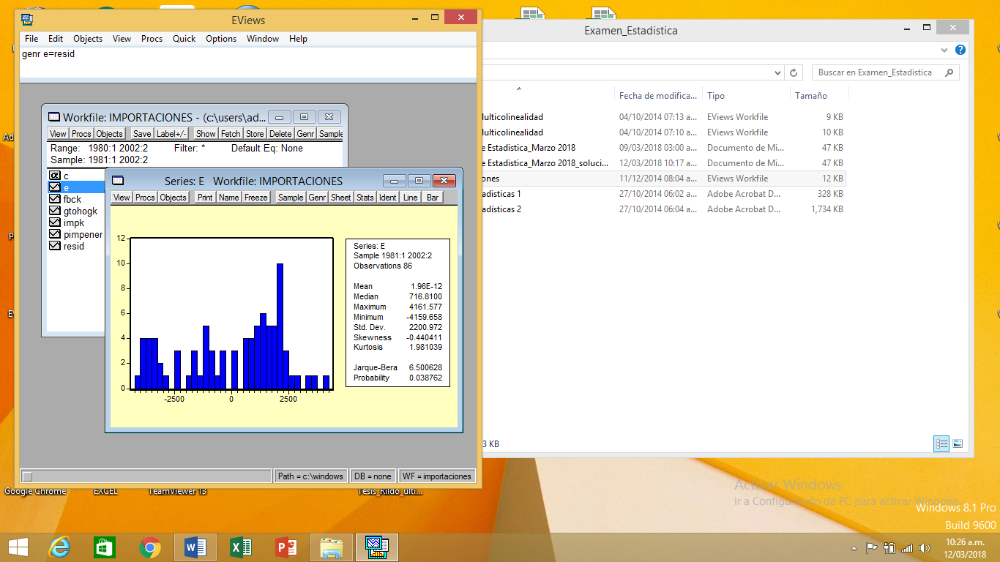 EViews
File Edit Objects View Procs Quick Options Window Help
genr e=resid
Workfile: IMPORTACIONES - (c:\users\ad...
View Procs Objects Save Label+/- Show Fetch Store Delete Genr Sample
Range: 1980:1 2002:2 Filter: * Default Eq: None
Sample: 1981:1 2002:2
c
e
fbck
gtohogk
impk
pimpener
resid
Series: E Workfile: IMPORTACIONES
View Procs Objects Print Name Freeze Sample Genr Sheet Stats Ident Line Bar
12
10
8
6
4
2
0
-2500 0 2500
Series: E
Sample 1981:1 2002:2
Observations 86
Mean 1.96E-12
Median 716.8100
Maximum 4161.577
Minimum -4159.658
Std. Dev. 2200.972
Skewness -0.440411
Kurtosis 1.981039
Jarque-Bera 6.500628
Probability 0.038762
Path = c:\windows DB = none WF = importaciones
Examen_Estadistica
Buscar en Examen_Estadistica
Fecha de modifica... Tipo Tamaño
Multicolinealidad 04/10/2014 07:13 a... EViews Workfile 9 KB
Multicolinealidad 04/10/2014 07:10 a... EViews Workfile 10 KB
e Estadistica_Marzo 2018 09/03/2018 03:00 a... Documento de Mi... 47 KB
e Estadistica_Marzo 2018_soluci... 12/03/2018 10:17 a... Documento de Mi... 47 KB
ones 11/12/2014 08:04 a... EViews Workfile 12 KB
adisticas 1 27/10/2014 06:02 a... Adobe Acrobat D... 328 KB
adísticas 2 27/10/2014 06:04 a... Adobe Acrobat D... 1,734 KB
3 KB
Google Chrome EXCEL TeamViewer 13 Tesis_Rildo_ulti...
Activar Windows
Ir a Configuración de PC para activar Windows.
Windows 8.1 Pro
Build 9600
10:26 a.m.
12/03/2018